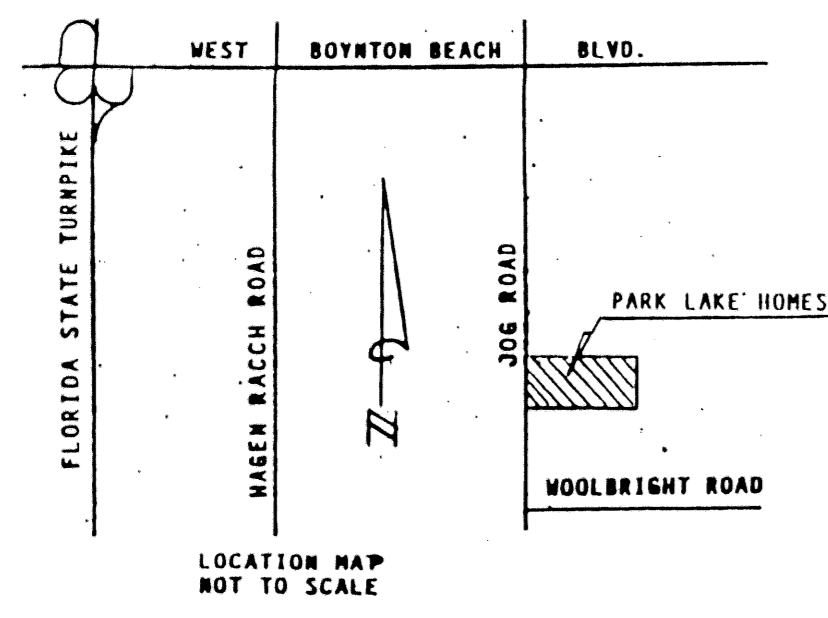 WEST BOYNTON BEACH BLVD.
FLORIDA STATE TURNPIKE
HAGEN RACCH ROAD
JOG ROAD
PARK LAKE HOMES
N
WOOLBRIGHT ROAD
LOCATION MAP
NOT TO SCALE